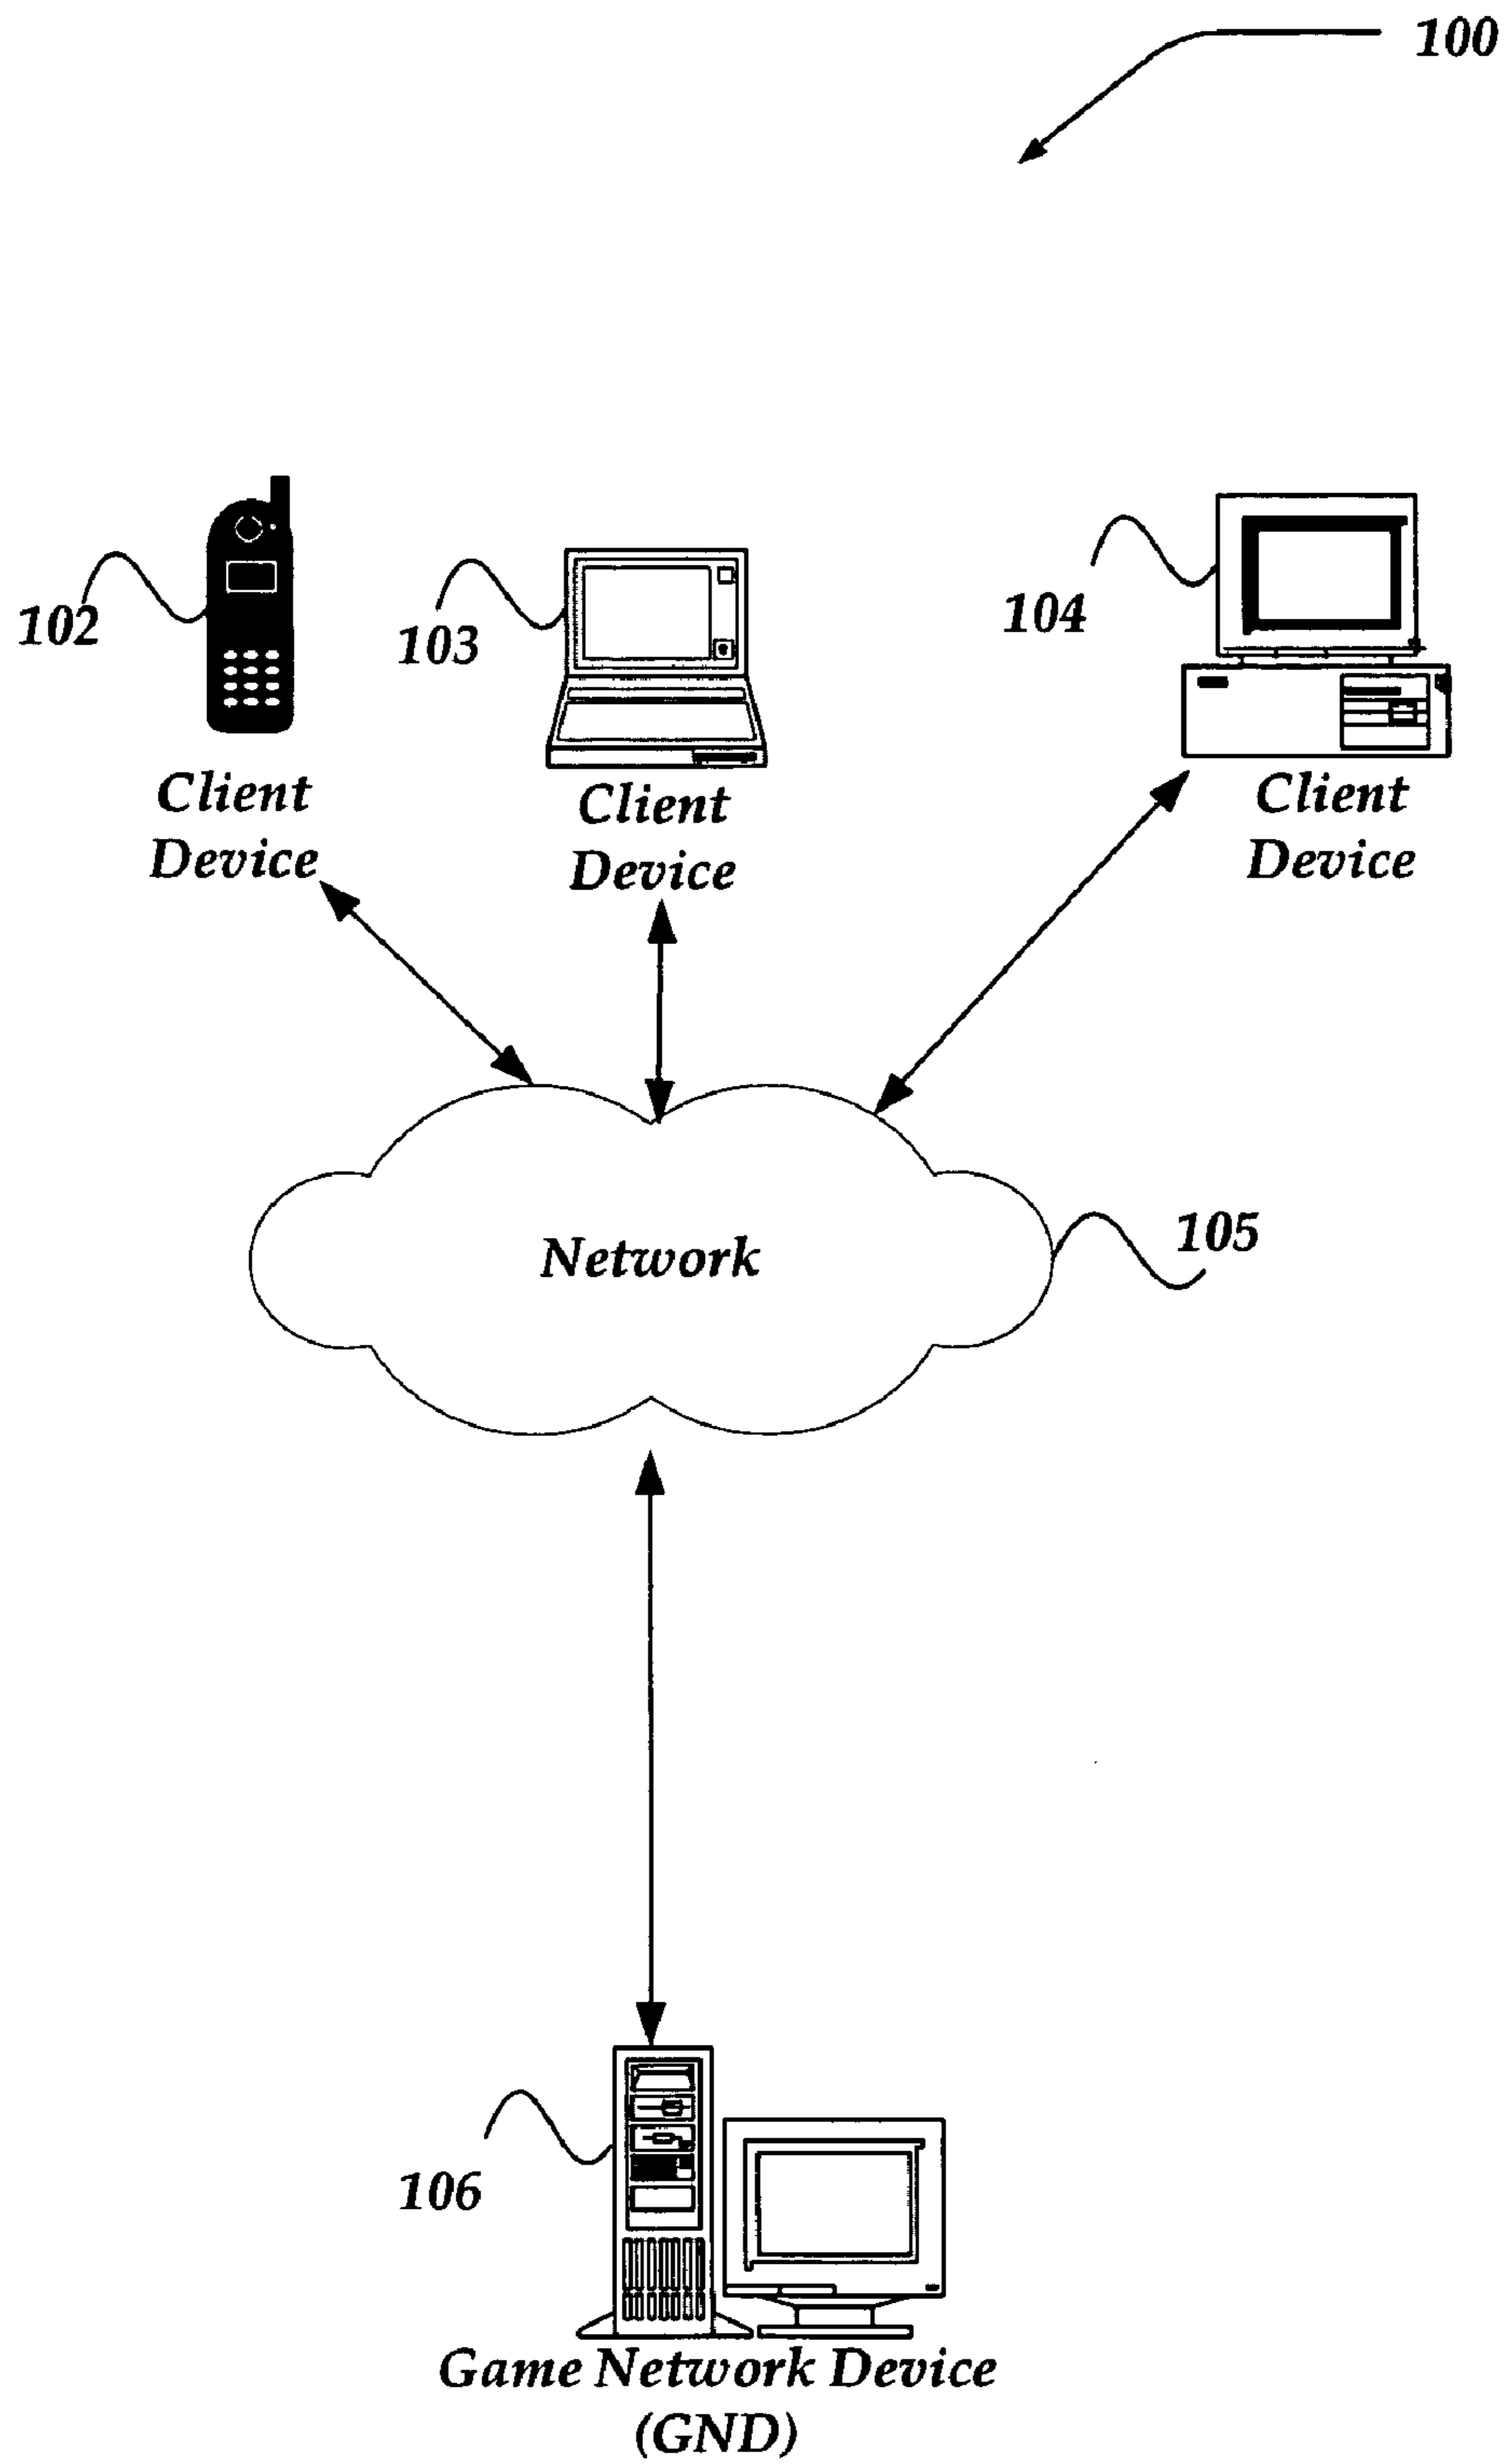 100
102
103
104
Client
Device
Client
Device
Client
Device
Network
105
106
Game Network Device
(GND)